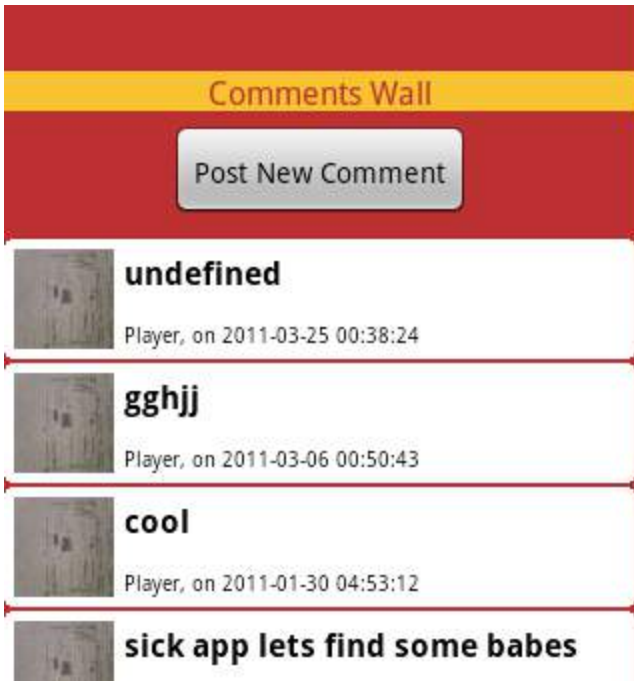 Comments Wall
Post New Comment
undefined
Player, on 2011-03-25 00:38:24
gghjj
Player, on 2011-03-06 00:50:43
cool
Player, on 2011-01-30 04:53:12
sick app lets find some babes